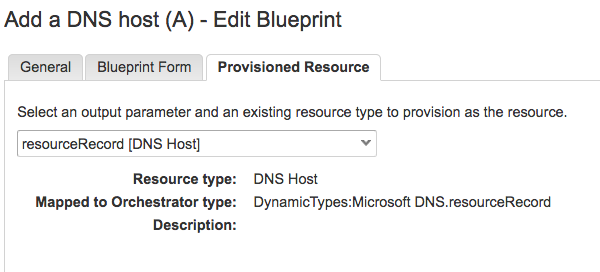 Add a DNS host (A) - Edit Blueprint
General Blueprint Form Provisioned Resource
Select an output parameter and an existing resource type to provision as the resource.
resourceRecord [DNS Host]
Resource type: DNS Host
Mapped to Orchestrator type: DynamicTypes:Microsoft DNS.resourceRecord
Description: